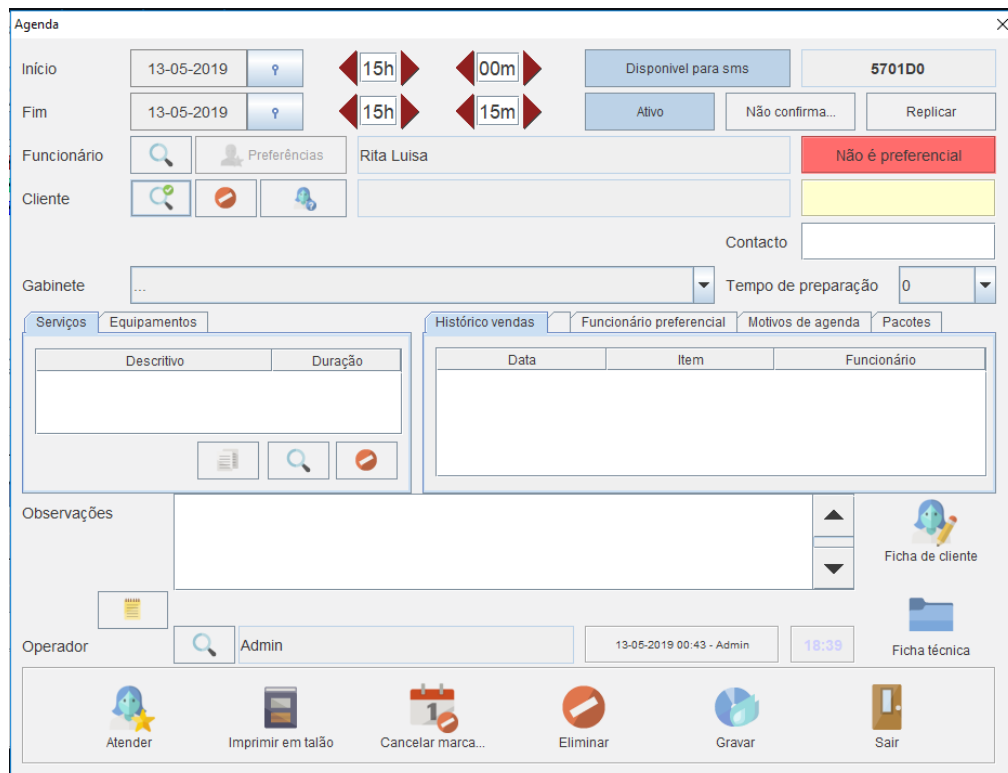 Agenda
Início 13-05-2019 15h 00m Disponivel para sms 5701D0
Fim 13-05-2019 15h 15m Ativo Não confirma... Replicar
Funcionário Preferências Rita Luisa Não é preferencial
Cliente
Contacto
Gabinete ... Tempo de preparação 0
Serviços Equipamentos Histórico vendas Funcionário preferencial Motivos de agenda Pacotes
Descritivo Duração Data Item Funcionário
Observações
Ficha de cliente
Operador Admin 13-05-2019 00:43 - Admin 18:39 Ficha técnica
1
Atender Imprimir em talão Cancelar marca... Eliminar Gravar Sair